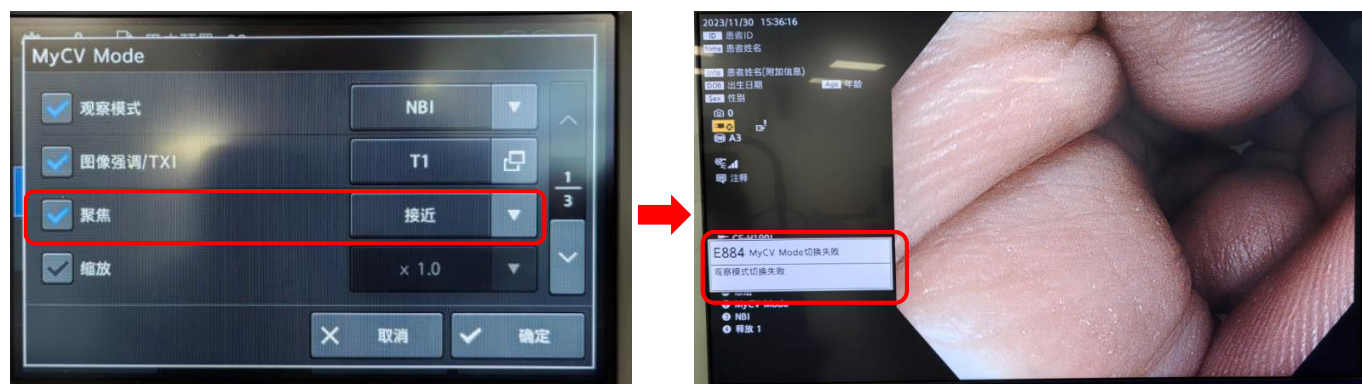 MyCV Mode
观察模式
NBI
图像强调/TXI
T1
聚焦
接近
缩放
x 1.0
1
3
取消
确定
2023/11/30 15:36:16
ID 患者ID
Name 患者姓名
Info. 患者姓名(附加信息)
DOB 出生日期 Age 年龄
Sex 性别
0
A3
注释
E884 MyCV Mode切换失败
观察模式切换失败
❷ MyCV Mode
❸ NBI
❹ 释放 1